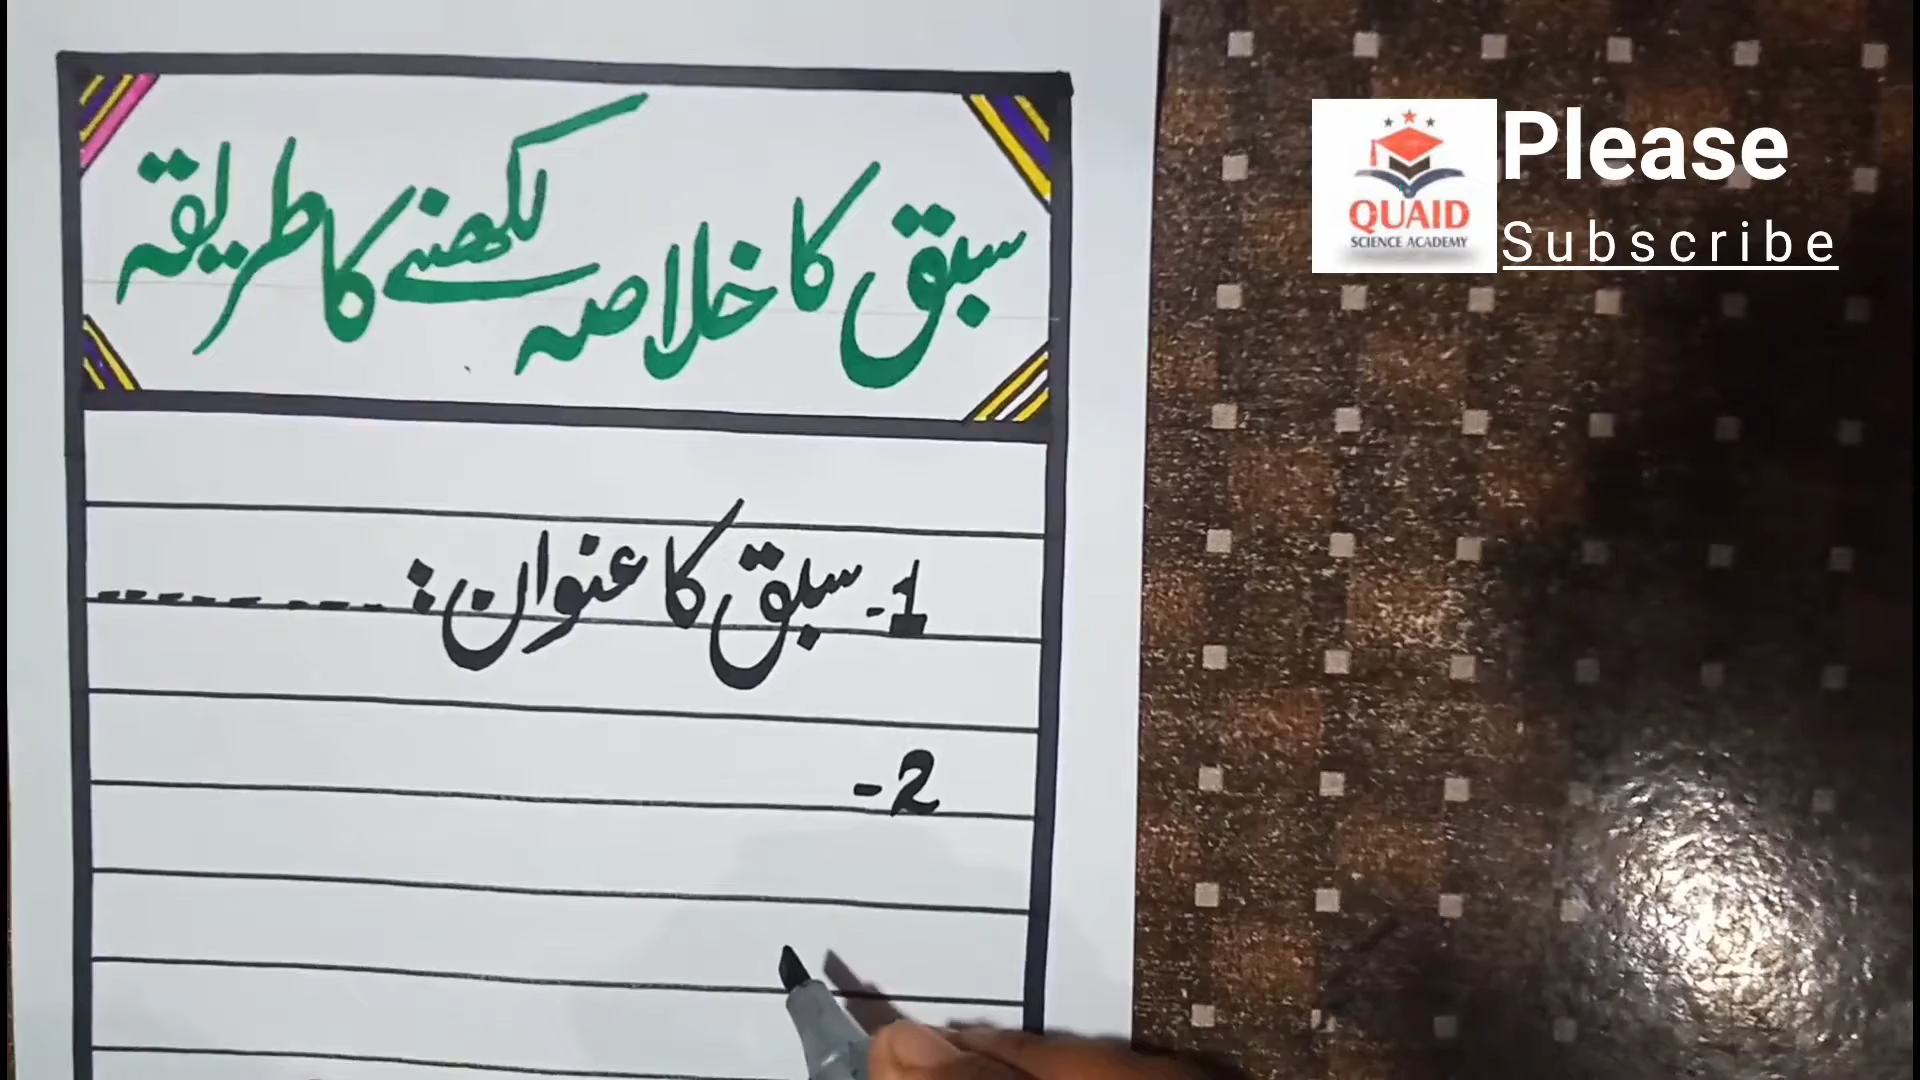 سبق کا خلاصہ لکھنے کا طریقہ
1- سبق کا عنوان:
2-
Please
Subscribe
QUAID
SCIENCE ACADEMY